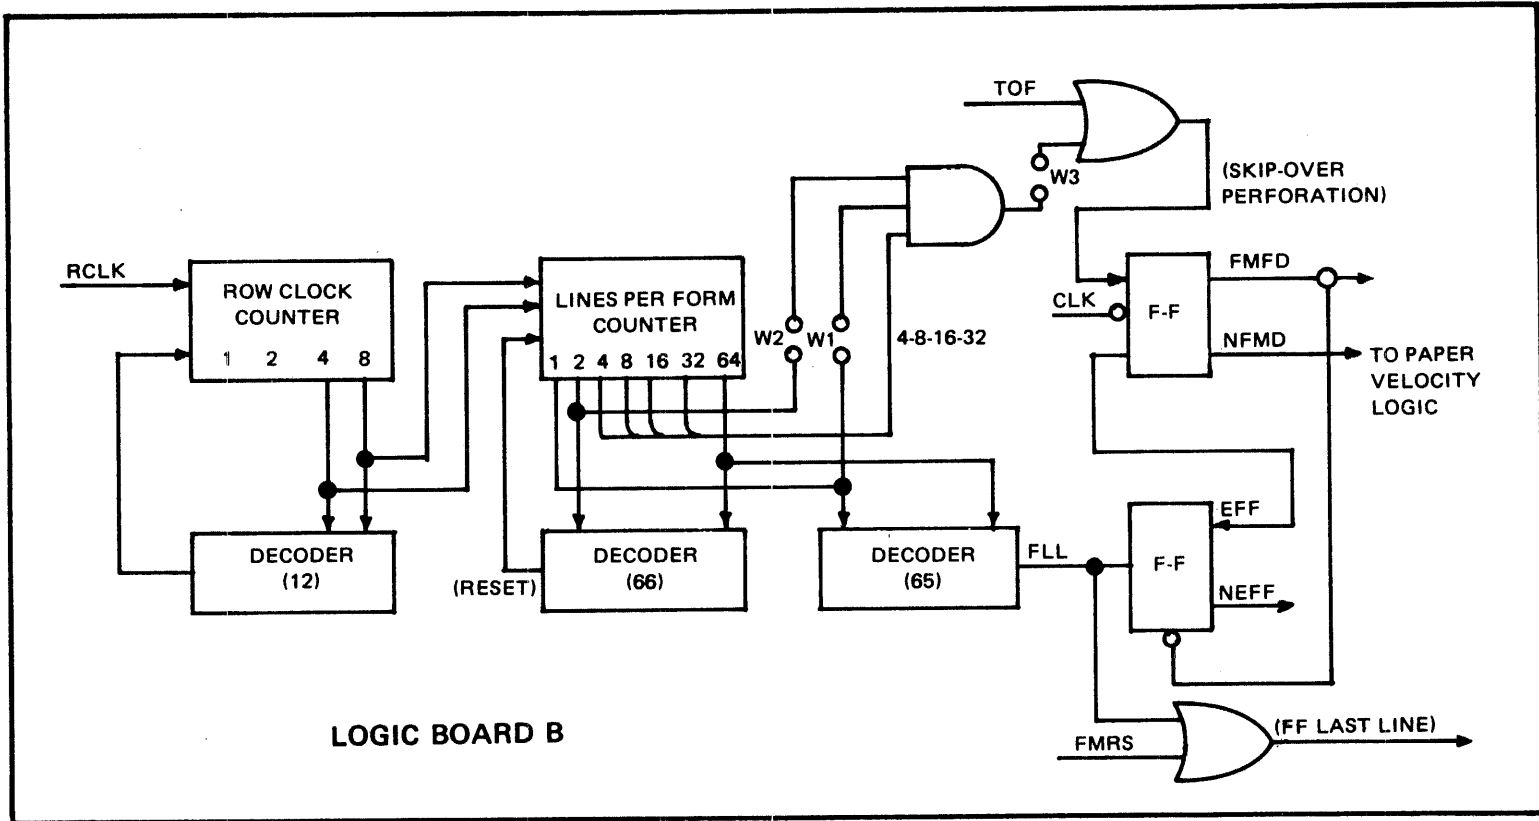 TOF
W3
(SKIP-OVER
PERFORATION)
RCLK
ROW CLOCK
COUNTER
1 2 4 8
LINES PER FORM
COUNTER
1 2 4 8 16 32 64
W2 W1
4-8-16-32
CLK
F-F
FMFD
NFMD
TO PAPER
VELOCITY
LOGIC
DECODER
(12)
(RESET)
DECODER
(66)
DECODER
(65)
FLL
F-F
EFF
NEFF
LOGIC BOARD B
FMRS
(FF LAST LINE)